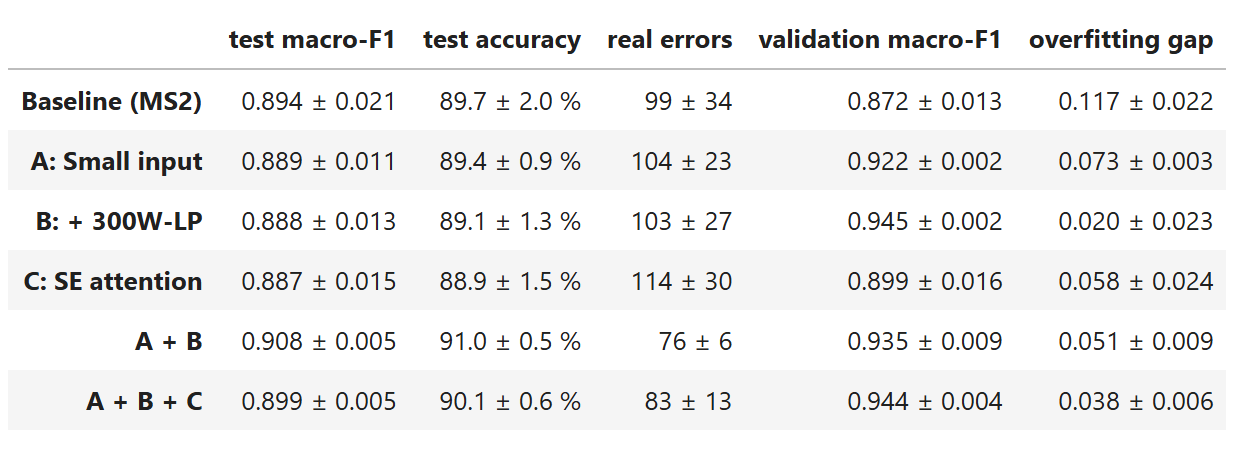 test macro-F1 test accuracy real errors validation macro-F1 overfitting gap
Baseline (MS2) 0.894 ± 0.021 89.7 ± 2.0 % 99 ± 34 0.872 ± 0.013 0.117 ± 0.022
A: Small input 0.889 ± 0.011 89.4 ± 0.9 % 104 ± 23 0.922 ± 0.002 0.073 ± 0.003
B: + 300W-LP 0.888 ± 0.013 89.1 ± 1.3 % 103 ± 27 0.945 ± 0.002 0.020 ± 0.023
C: SE attention 0.887 ± 0.015 88.9 ± 1.5 % 114 ± 30 0.899 ± 0.016 0.058 ± 0.024
A + B 0.908 ± 0.005 91.0 ± 0.5 % 76 ± 6 0.935 ± 0.009 0.051 ± 0.009
A + B + C 0.899 ± 0.005 90.1 ± 0.6 % 83 ± 13 0.944 ± 0.004 0.038 ± 0.006